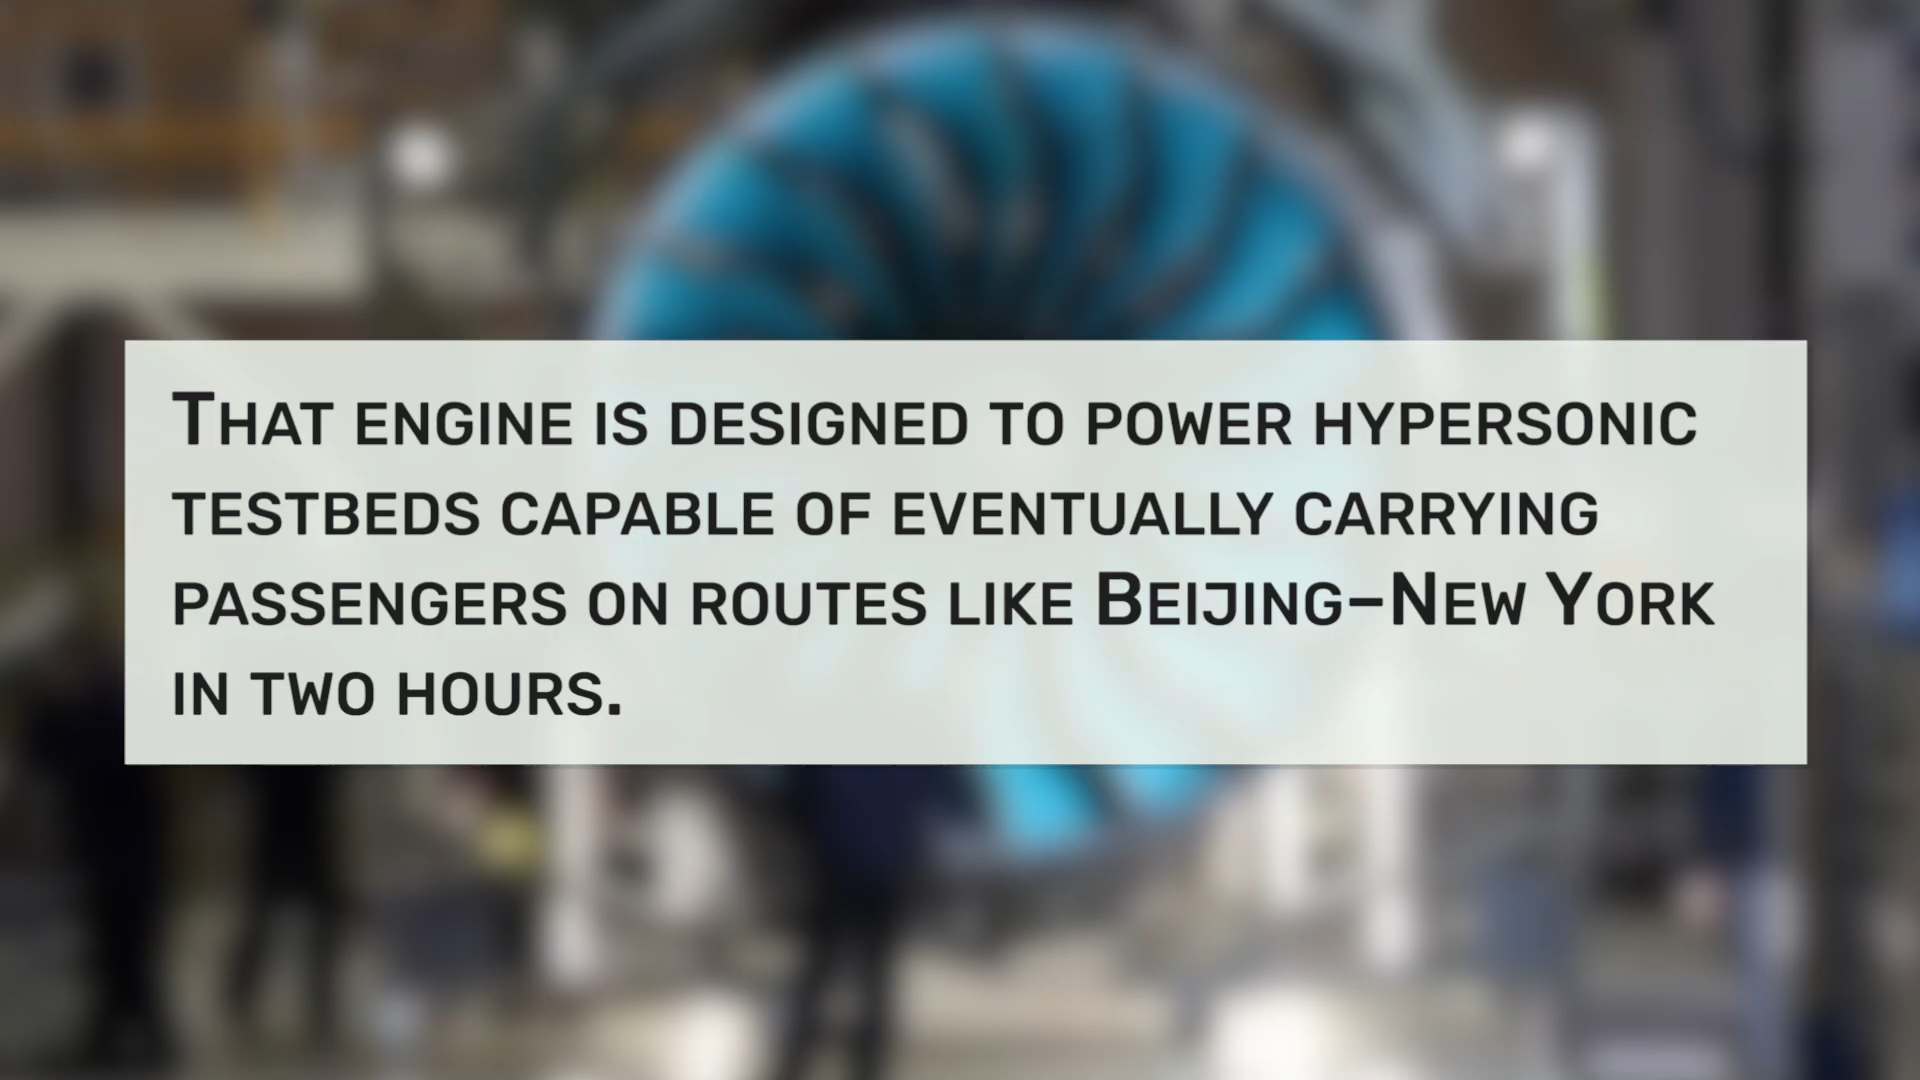 That engine is designed to power hypersonic
testbeds capable of eventually carrying
passengers on routes like Beijing–New York
in two hours.